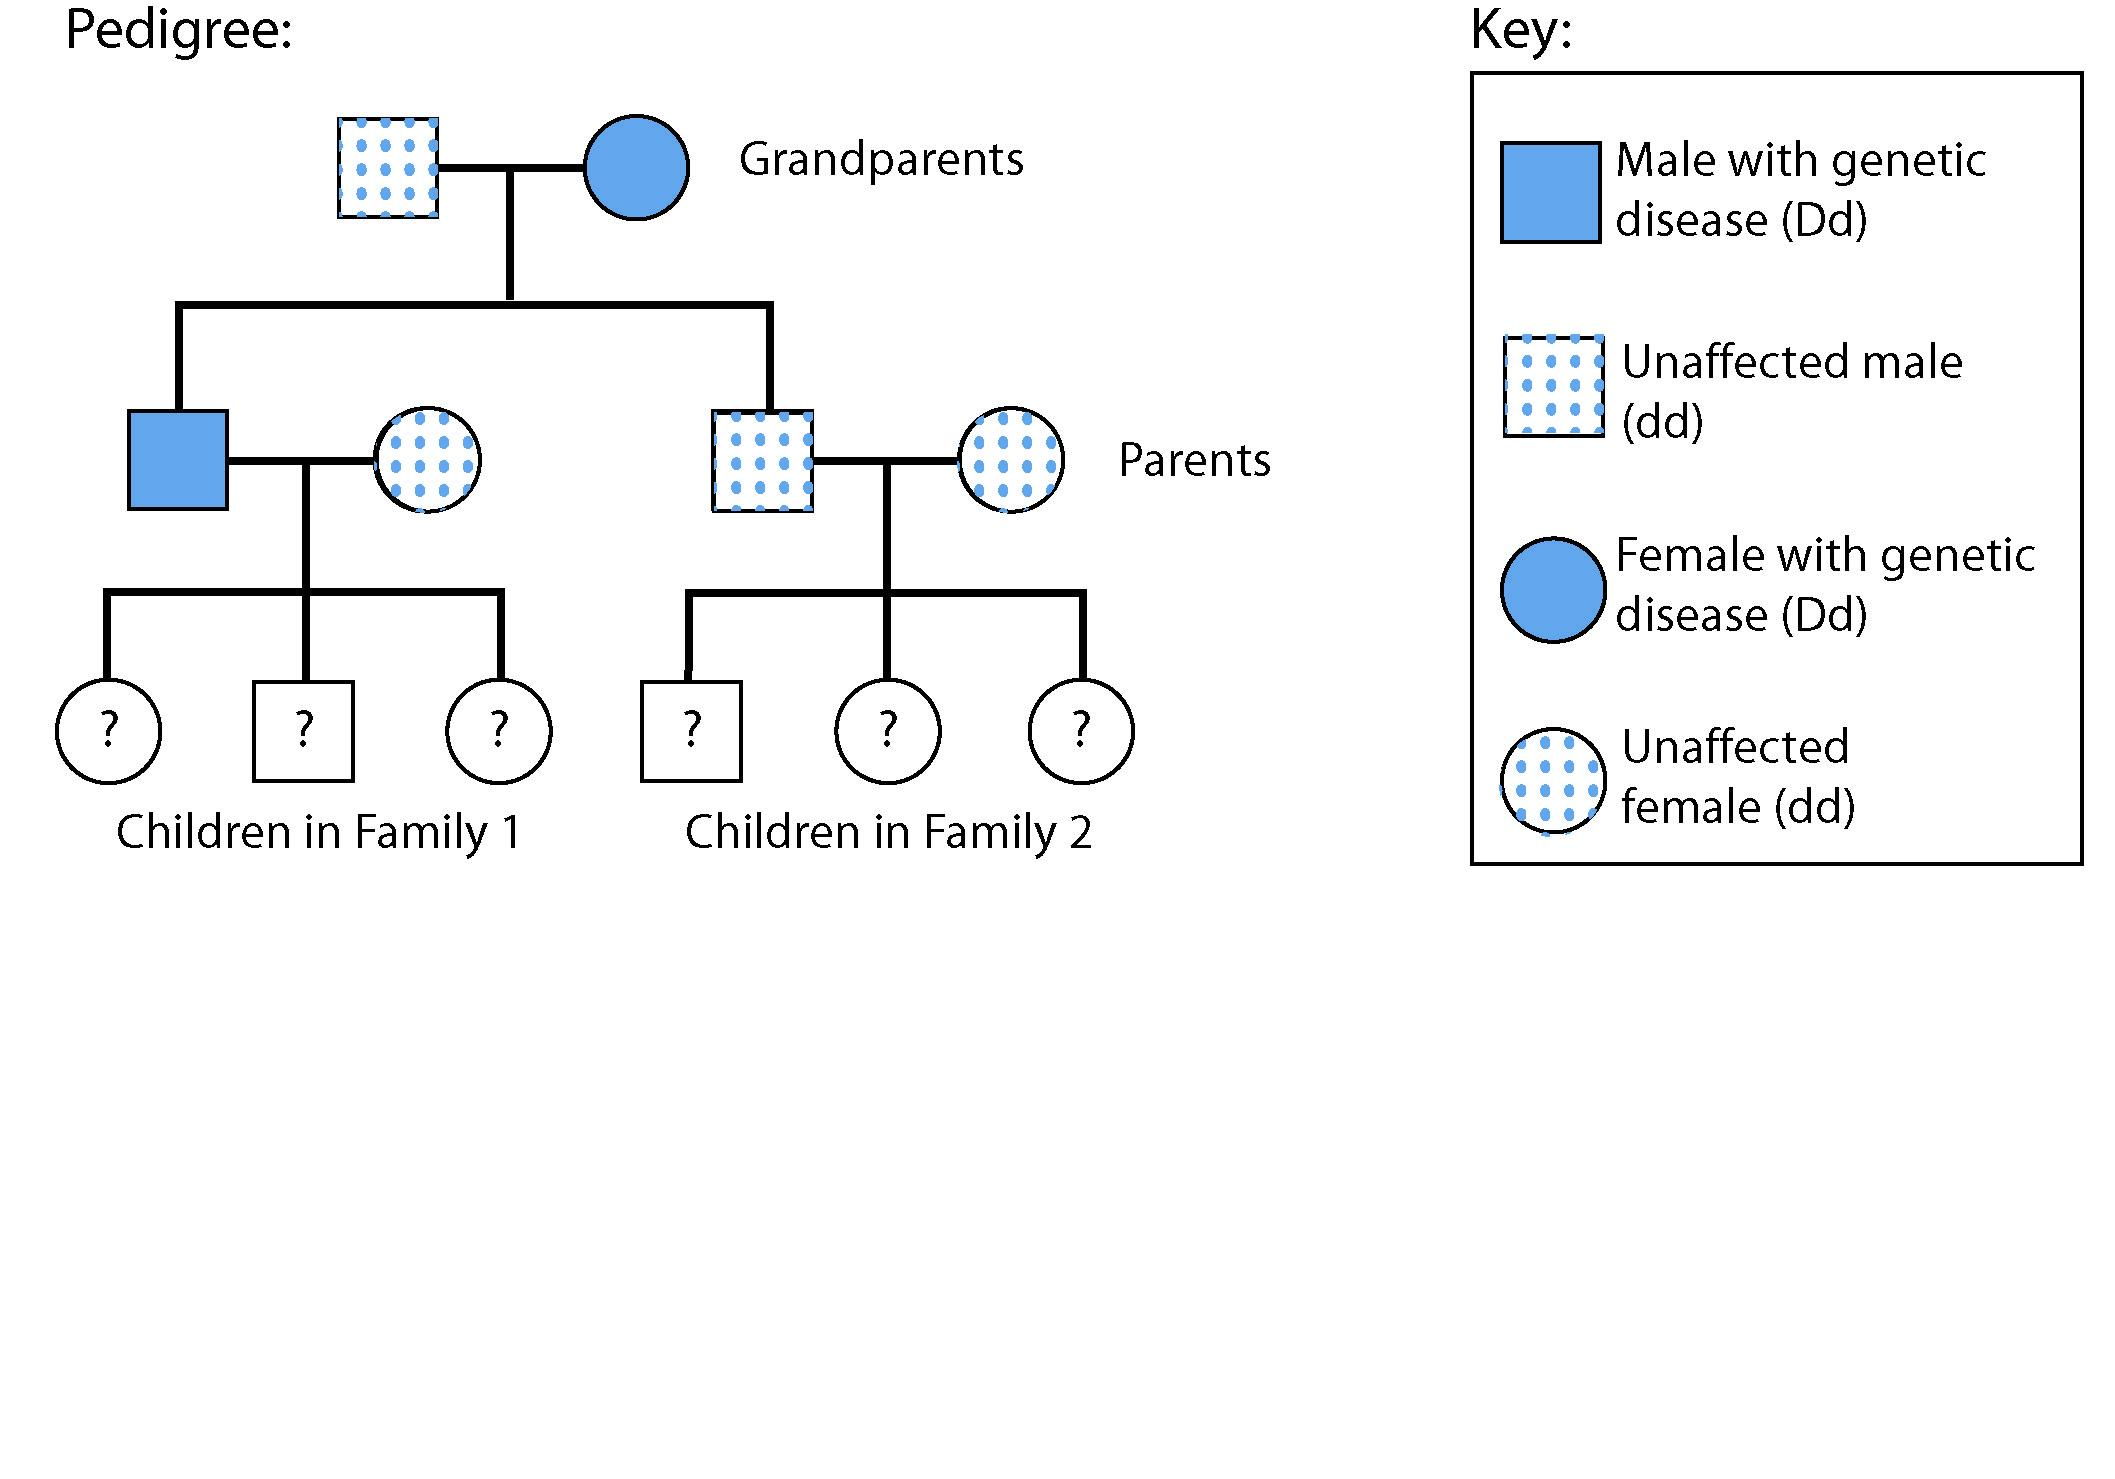 Pedigree:
Grandparents
Parents
?
?
?
?
?
?
Children in Family 1
Children in Family 2
Key:
Male with genetic
disease (Dd)
Unaffected male
(dd)
Female with genetic
disease (Dd)
Unaffected
female (dd)